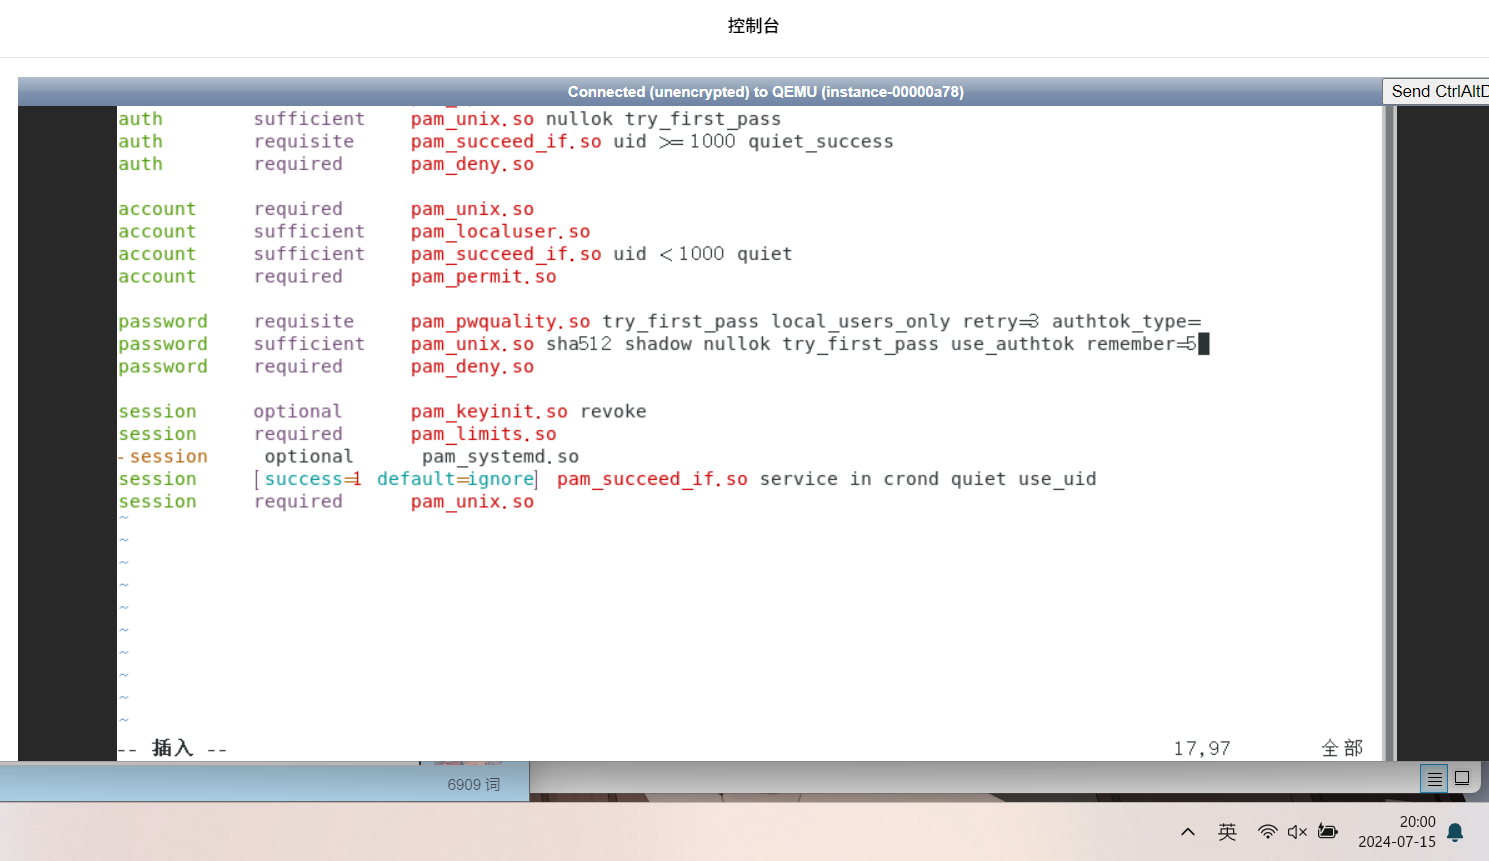 控制台
Connected (unencrypted) to QEMU (instance-00000a78)
Send CtrlAltD
auth sufficient pam_unix.so nullok try_first_pass
auth requisite pam_succeed_if.so uid >= 1000 quiet_success
auth required pam_deny.so
account required pam_unix.so
account sufficient pam_localuser.so
account sufficient pam_succeed_if.so uid < 1000 quiet
account required pam_permit.so
password requisite pam_pwquality.so try_first_pass local_users_only retry=3 authtok_type=
password sufficient pam_unix.so sha512 shadow nullok try_first_pass use_authtok remember=5
password required pam_deny.so
session optional pam_keyinit.so revoke
session required pam_limits.so
-session optional pam_systemd.so
session [success=1 default=ignore] pam_succeed_if.so service in crond quiet use_uid
session required pam_unix.so
~
~
~
~
~
~
~
~
~
~
-- 插入 -- 17,97 全部
6909 词
英
20:00
2024-07-15